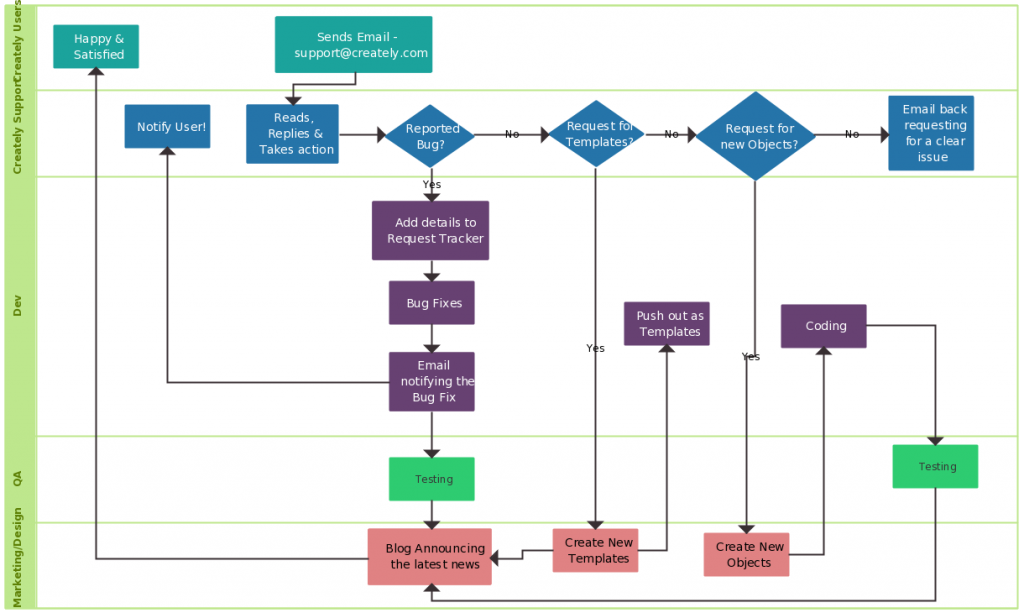 Creately Users
Happy &
Satisfied
Sends Email -
support@creately.com
Creately Support
Notify User!
Reads,
Replies &
Takes action
Reported
Bug?
No
Request for
Templates?
No
Request for
new Objects?
No
Email back
requesting
for a clear
issue
Yes
Dev
Add details to
Request Tracker
Bug Fixes
Email
notifying the
Bug Fix
Yes
Push out as
Templates
Yes
Coding
QA
Testing
Testing
Marketing/Design
Blog Announcing
the latest news
Create New
Templates
Create New
Objects